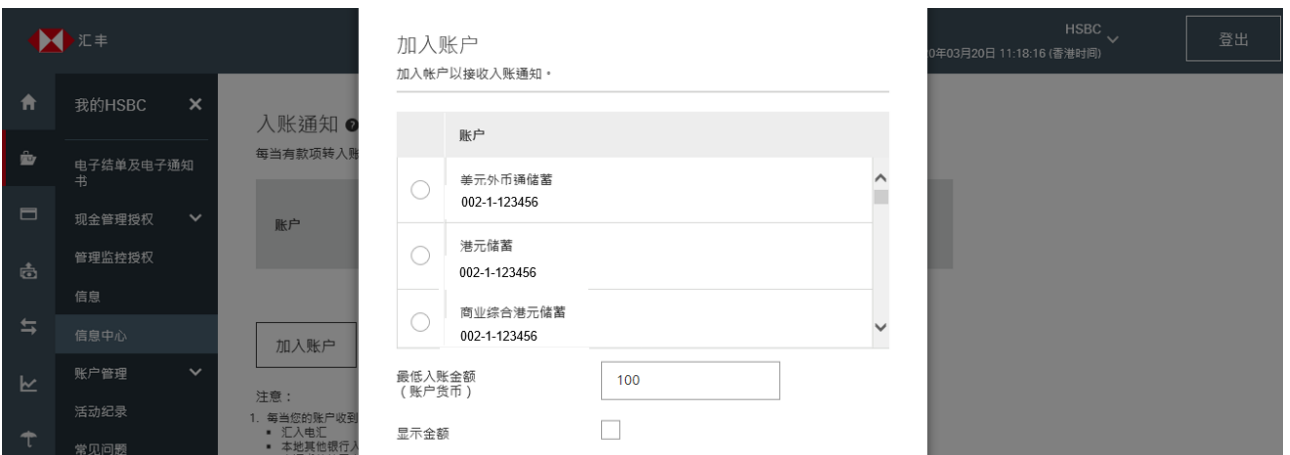 汇丰
HSBC
登出
0年03月20日 11:18:16 (香港时间)
我的HSBC
电子结单及电子通知
书
现金管理授权
管理监控授权
信息
信息中心
账户管理
活动纪录
常见问题
入账通知
每当有款项转入账
账户
加入账户
注意：
1. 每当您的账户收到
汇入电汇
本地其他银行入
加入账户
加入帐户以接收入账通知。
账户
美元外币通储蓄
002-1-123456
港元储蓄
002-1-123456
商业综合港元储蓄
002-1-123456
最低入账金额
（账户货币）
100
显示金额